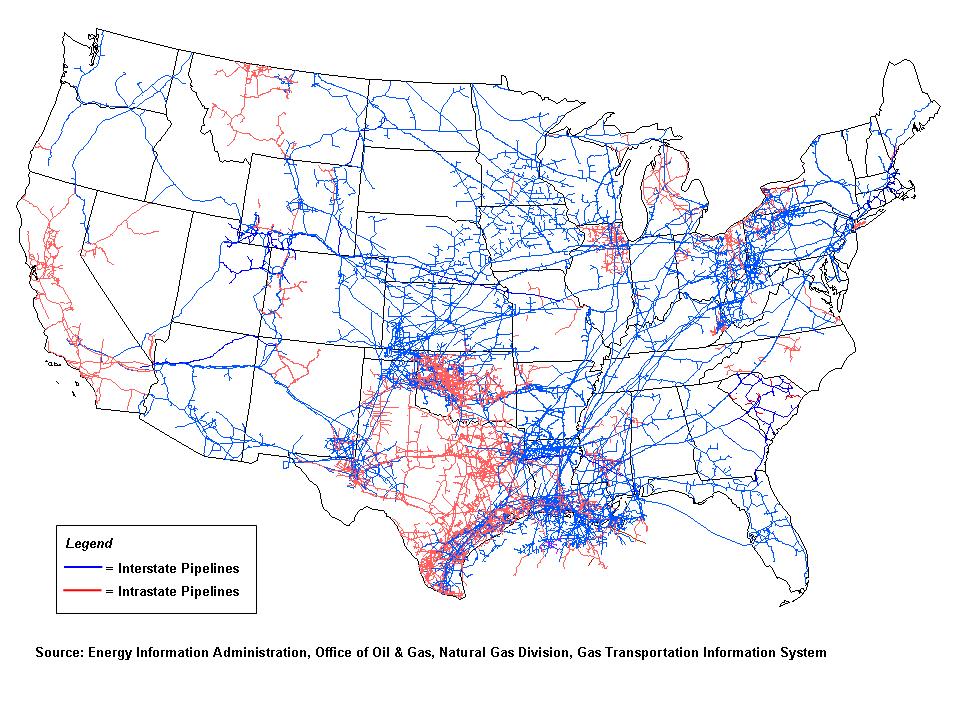 Legend
= Interstate Pipelines
= Intrastate Pipelines
Source: Energy Information Administration, Office of Oil & Gas, Natural Gas Division, Gas Transportation Information System